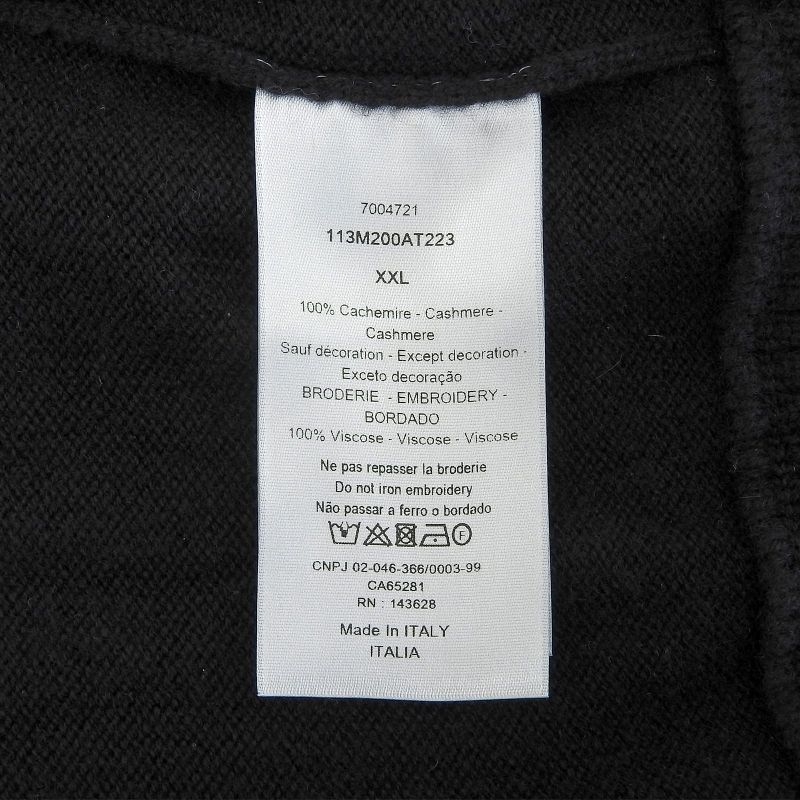 7004721
113M200AT223
XXL
100% Cachemire - Cashmere -
Cashmere
Sauf décoration - Except decoration -
Exceto decoração
BRODERIE - EMBROIDERY -
BORDADO
100% Viscose - Viscose - Viscose
Ne pas repasser la broderie
Do not iron embroidery
Não passar a ferro o bordado
F
CNPJ 02-046-366/0003-99
CA65281
RN : 143628
Made In ITALY
ITALIA